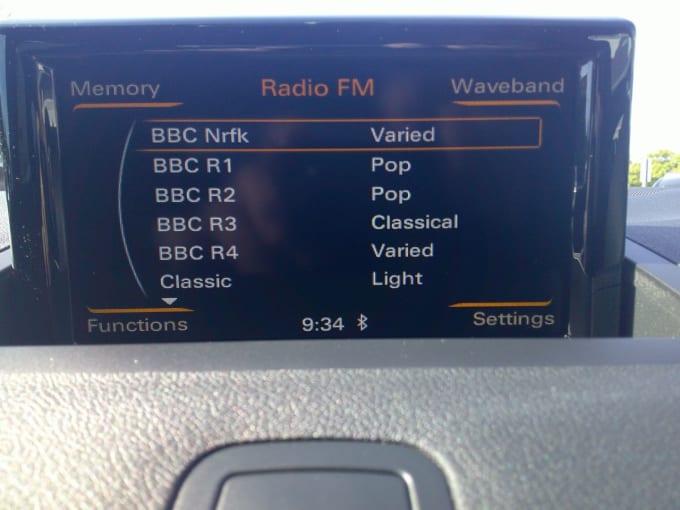 Memory Radio FM Waveband
BBC Nrfk Varied
BBC R1 Pop
BBC R2 Pop
BBC R3 Classical
BBC R4 Varied
Classic Light
Functions 9:34 Settings